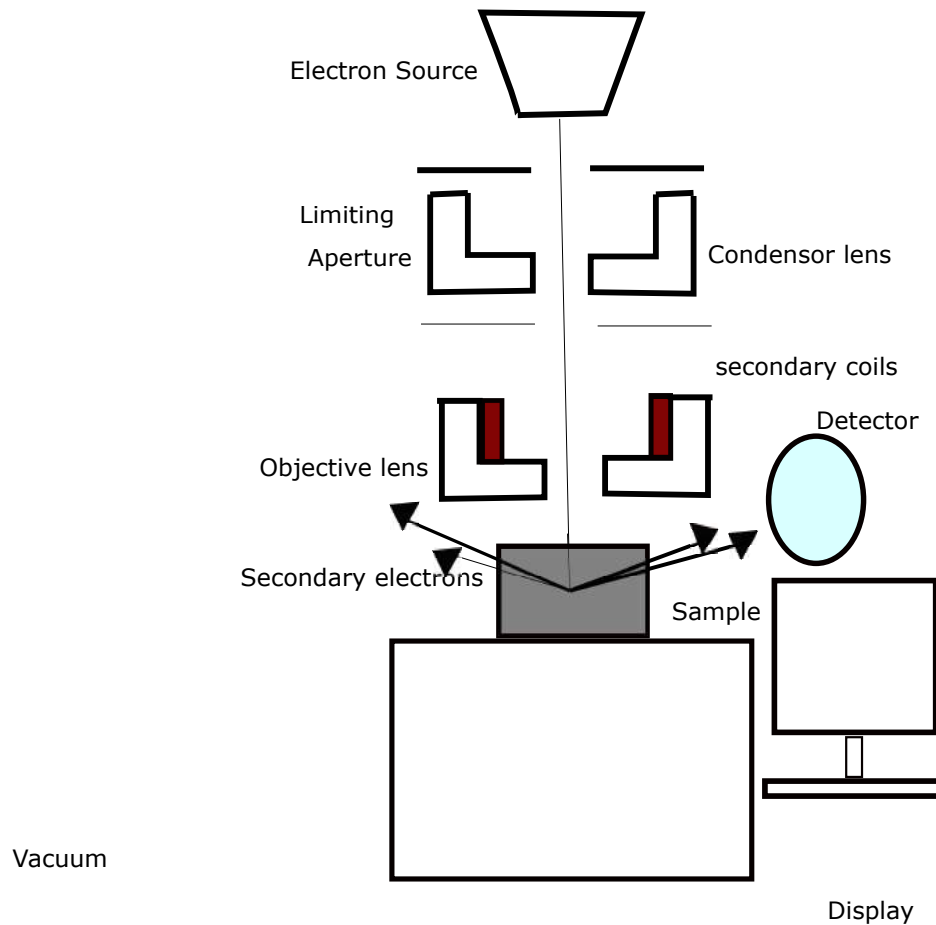 Electron Source
Limiting
Aperture
Condensor lens
secondary coils
Detector
Objective lens
Secondary electrons
Sample
Vacuum
Display